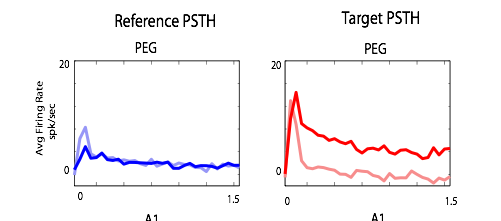 Reference PSTH
Target PSTH
PEG
PEG
20
20
Avg Firing Rate
spk/sec
0
0
0
1.5
0
1.5
A1
A1